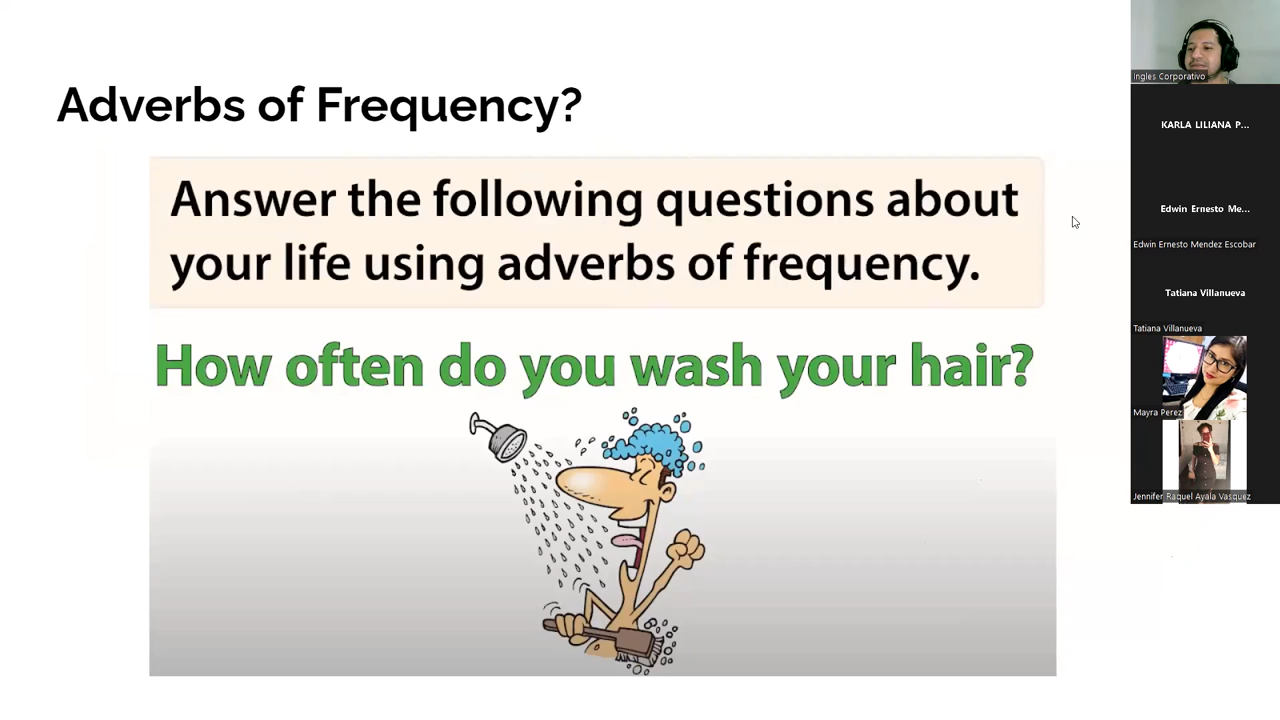 Adverbs of Frequency?
Answer the following questions about
your life using adverbs of frequency.
How often do you wash your hair?
Ingles Corporativo
KARLA LILIANA P...
Edwin Ernesto Me...
Edwin Ernesto Mendez Escobar
Tatiana Villanueva
Tatiana Villanueva
Mayra Perez
Jennifer Raquel Ayala Vasquez